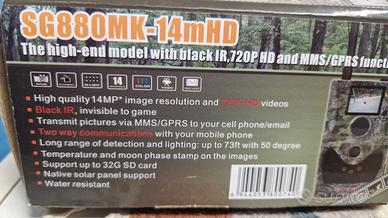 SG880MK-14mHD
The high-end model with black IR,720P HD and MMS/GPRS functi
14
High quality 14MP* image resolution and 720P HD videos
Black IR, invisible to game
Transmit pictures via MMS/GPRS to your cell phone/email
Two way communications with your mobile phone
Long range of detection and lighting: up to 73ft with 50 degree
Temperature and moon phase stamp on the images
Support up to 32G SD card
Native solar panel support
Water resistant